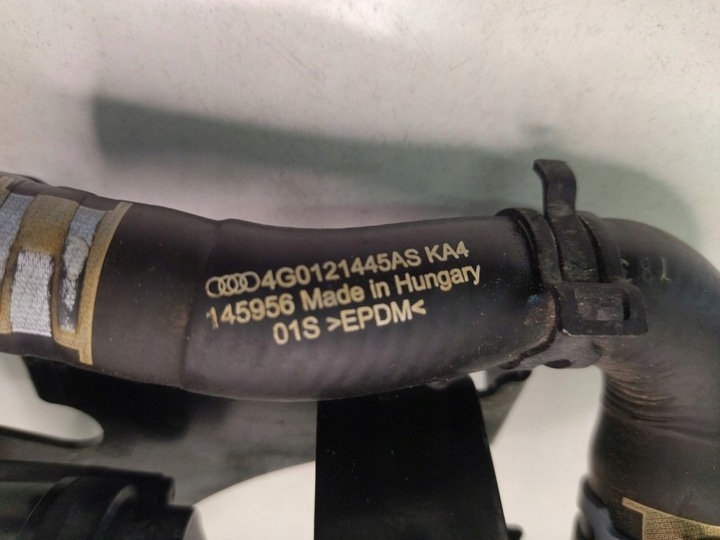 4G0121445AS KA4
145956 Made in Hungary
01S >EPDM<